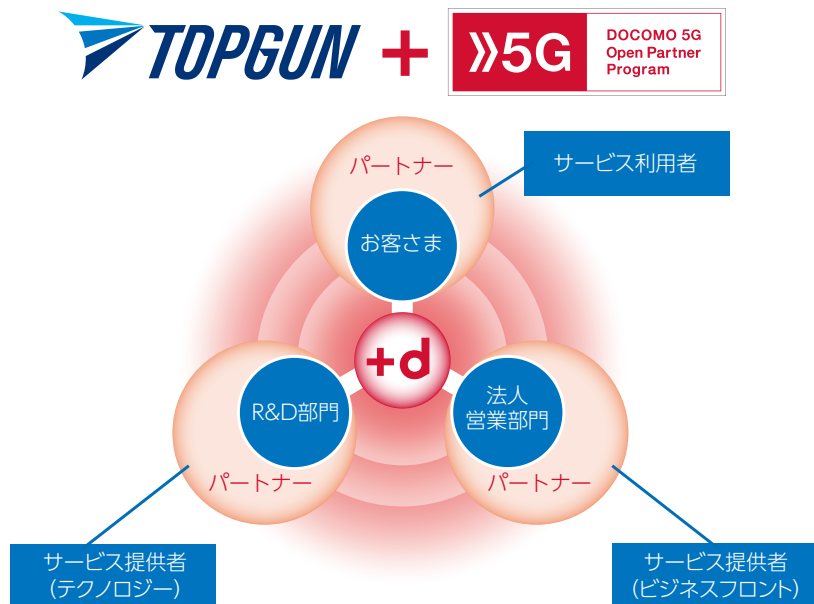 TOPGUN
+
5G
DOCOMO 5G
Open Partner
Program
パートナー
サービス利用者
お客さま
+d
R&D部門
法人
営業部門
パートナー
パートナー
サービス提供者
(テクノロジー)
サービス提供者
(ビジネスフロント)